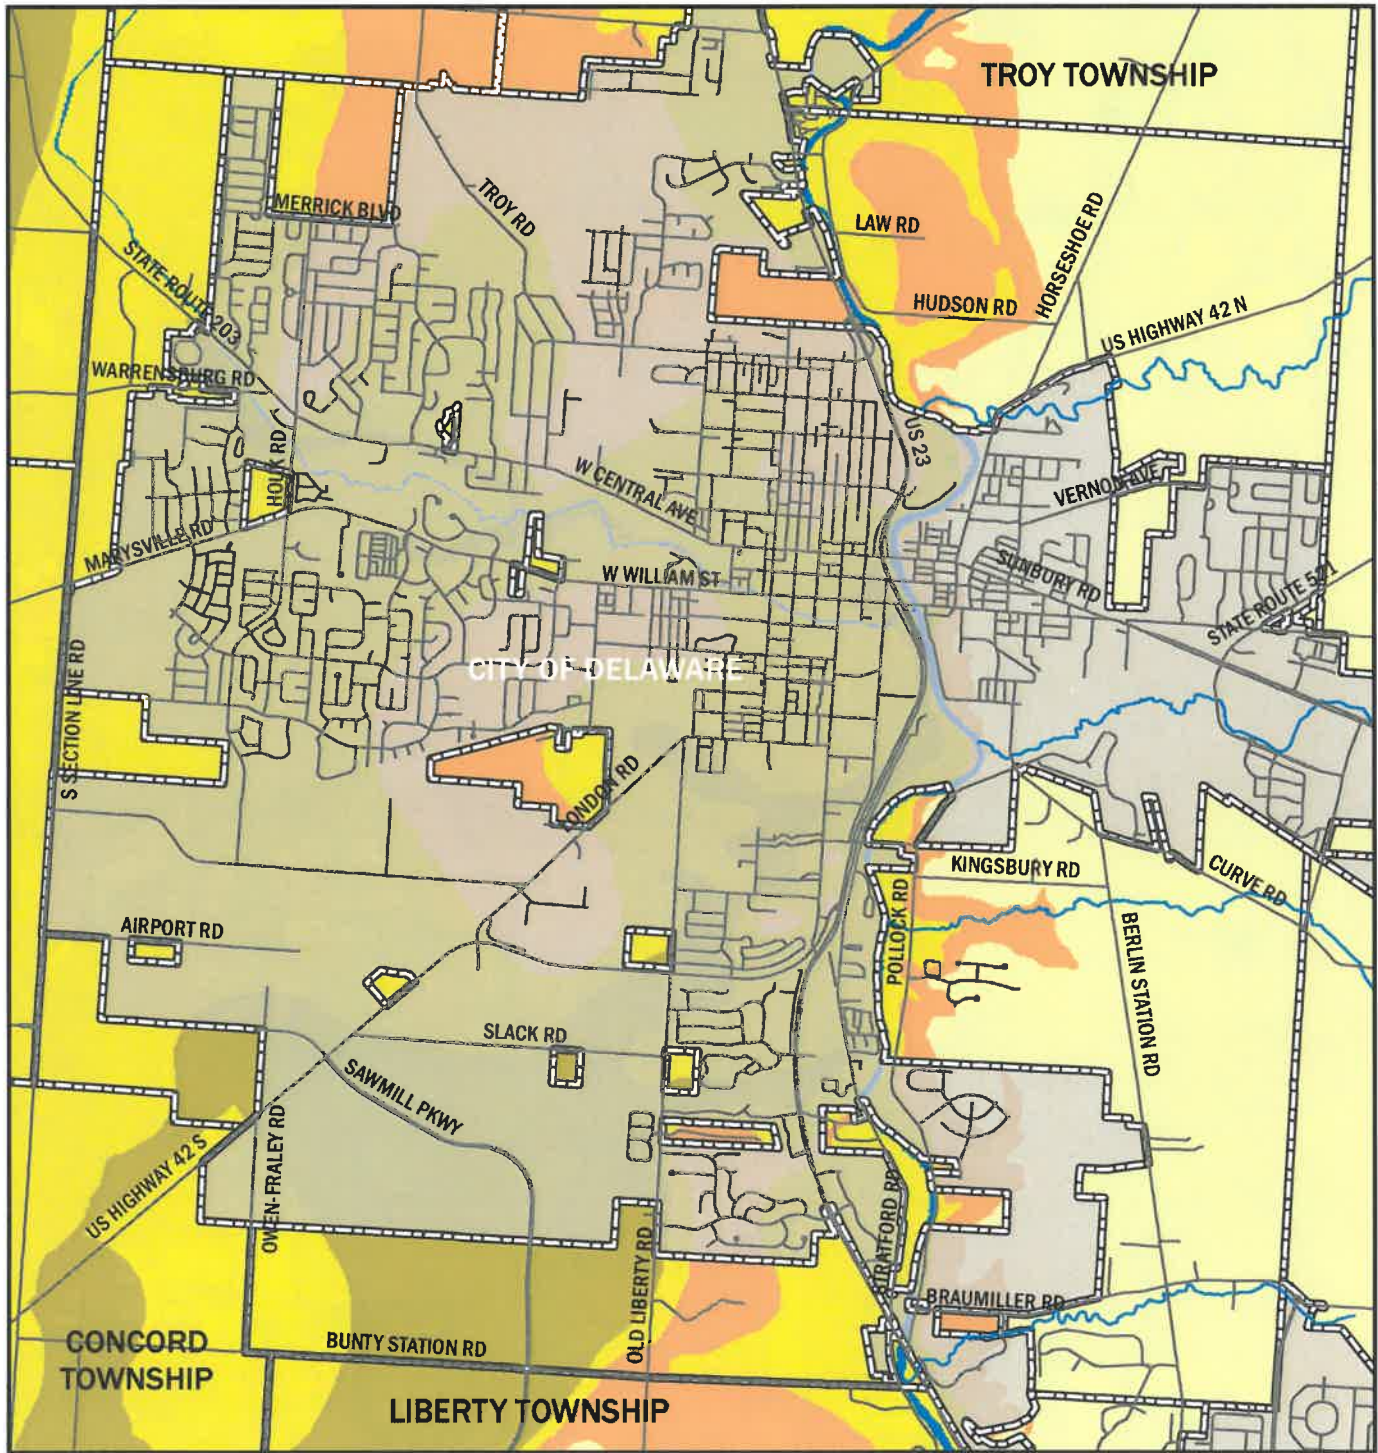 TROY TOWNSHIP
MERRICK BLVD
TROY RD
LAW RD
HORSESHOE RD
STATE ROUTE 203
HUDSON RD
US HIGHWAY 42 N
WARRENSBURG RD
US 23
HOUK RD
W CENTRAL AVE
VERNON AVE
MARYSVILLE RD
W WILLIAM ST
SUNBURY RD
STATE ROUTE 521
CITY OF DELAWARE
S SECTION LINE RD
LONDON RD
KINGSBURY RD
CURVE RD
POLLOCK RD
AIRPORT RD
BERLIN STATION RD
SLACK RD
SAWMILL PKWY
US HIGHWAY 42 S
OWEN-FRALEY RD
STRATFORD RD
OLD LIBERTY RD
BRAUMILLER RD
CONCORD
TOWNSHIP
BUNTY STATION RD
LIBERTY TOWNSHIP